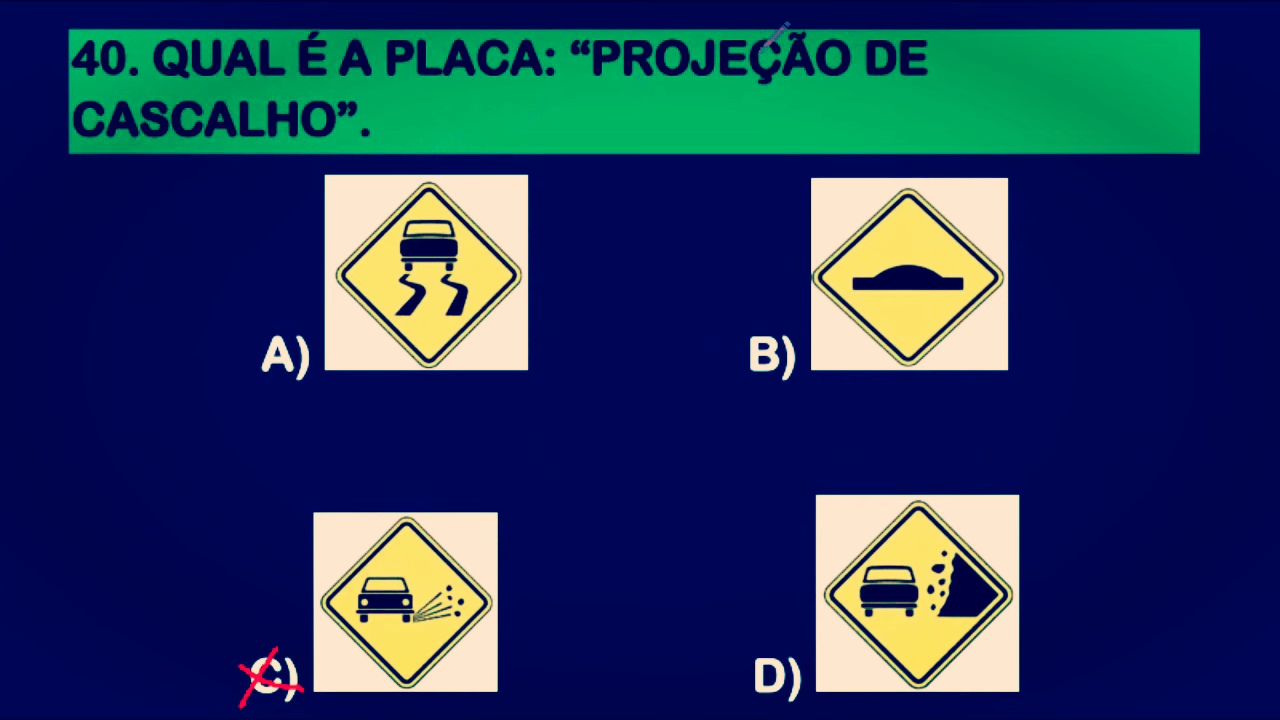 40. QUAL É A PLACA: “PROJEÇÃO DE
CASCALHO”.
A)
B)
C)
D)